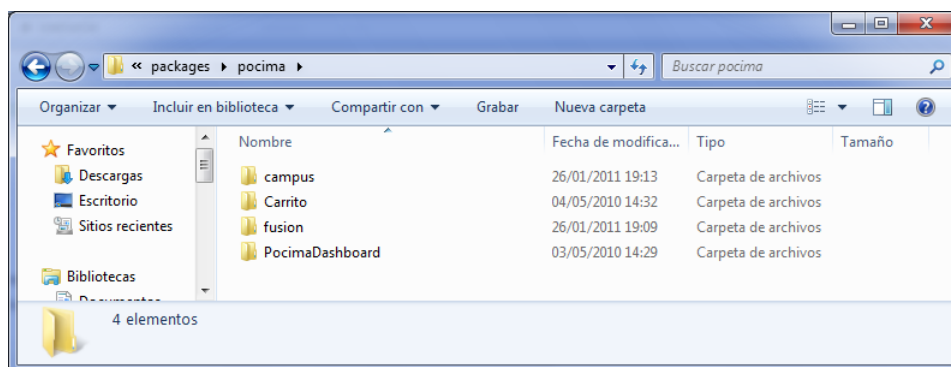 « packages ▸ pocima ▸
Buscar pocima
Organizar ▼ Incluir en biblioteca ▼ Compartir con ▼ Grabar Nueva carpeta
Favoritos
Descargas
Escritorio
Sitios recientes
Bibliotecas
Documentos
Nombre Fecha de modifica... Tipo Tamaño
campus 26/01/2011 19:13 Carpeta de archivos
Carrito 04/05/2010 14:32 Carpeta de archivos
fusion 26/01/2011 19:09 Carpeta de archivos
PocimaDashboard 03/05/2010 14:29 Carpeta de archivos
4 elementos